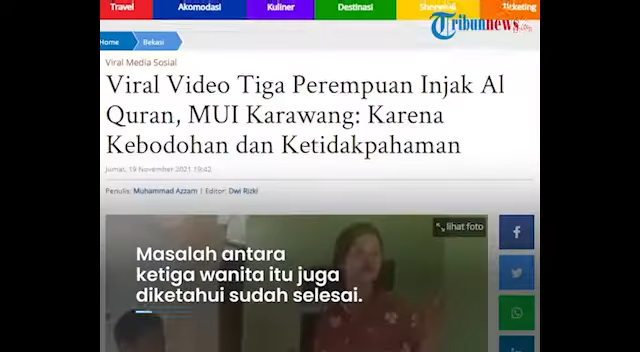 Travel Akomodasi Kuliner Destinasi Shopping Ticketing
Tribunnews.com
Home Bekasi
Viral Media Sosial
Viral Video Tiga Perempuan Injak Al
Quran, MUI Karawang: Karena
Kebodohan dan Ketidakpahaman
Jumat, 19 November 2021 19:42
Penulis: Muhammad Azzam | Editor: Dwi Rizki
lihat foto
Masalah antara
ketiga wanita itu juga
diketahui sudah selesai.